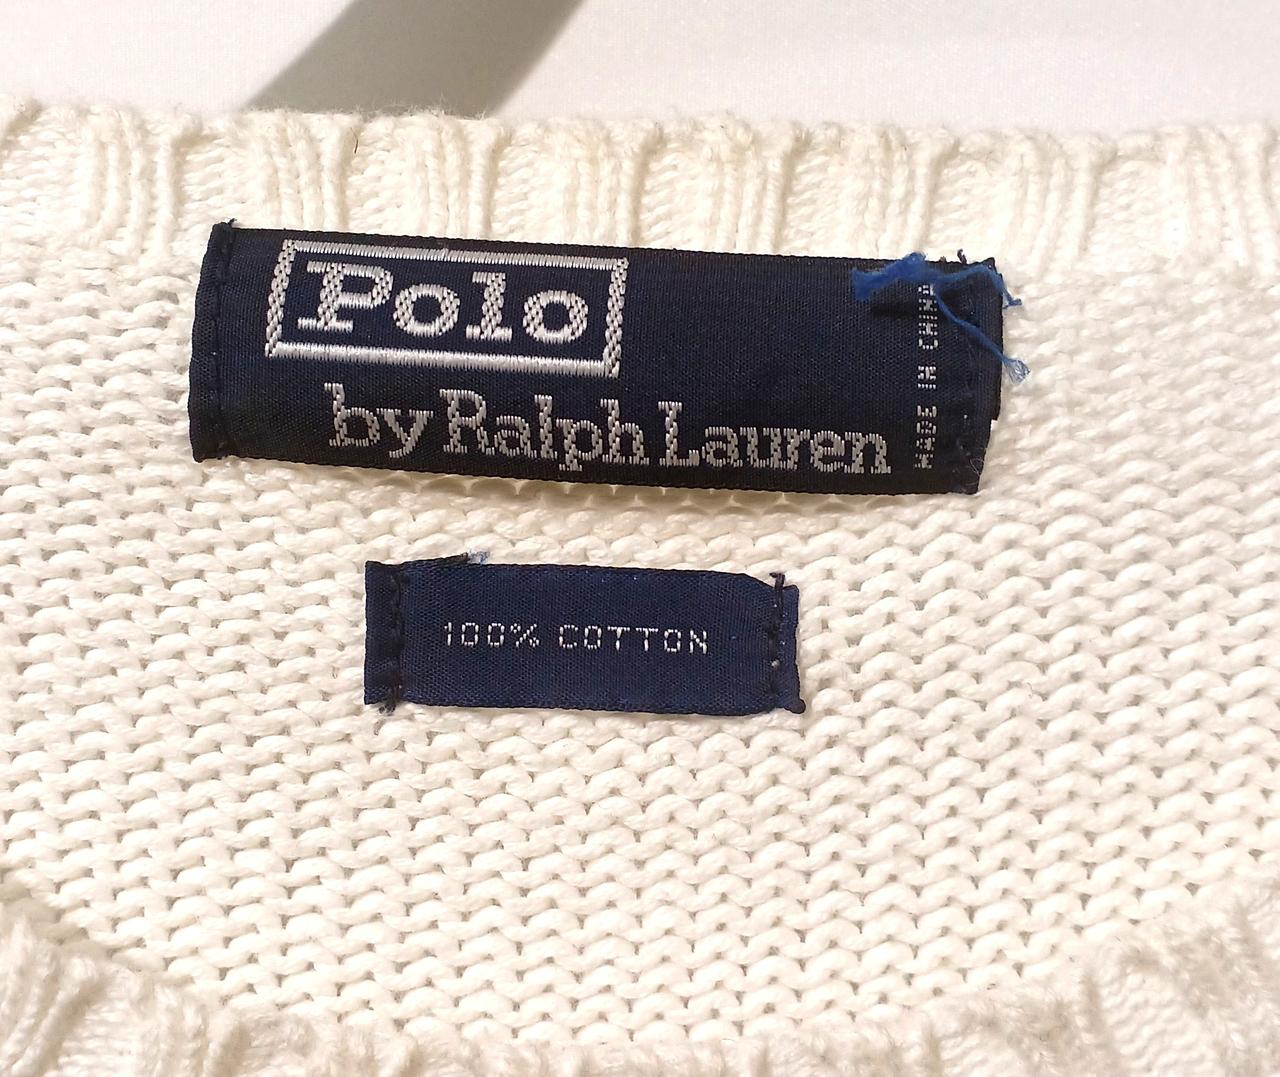 Polo
by Ralph Lauren
MADE IN CHINA
100% COTTON